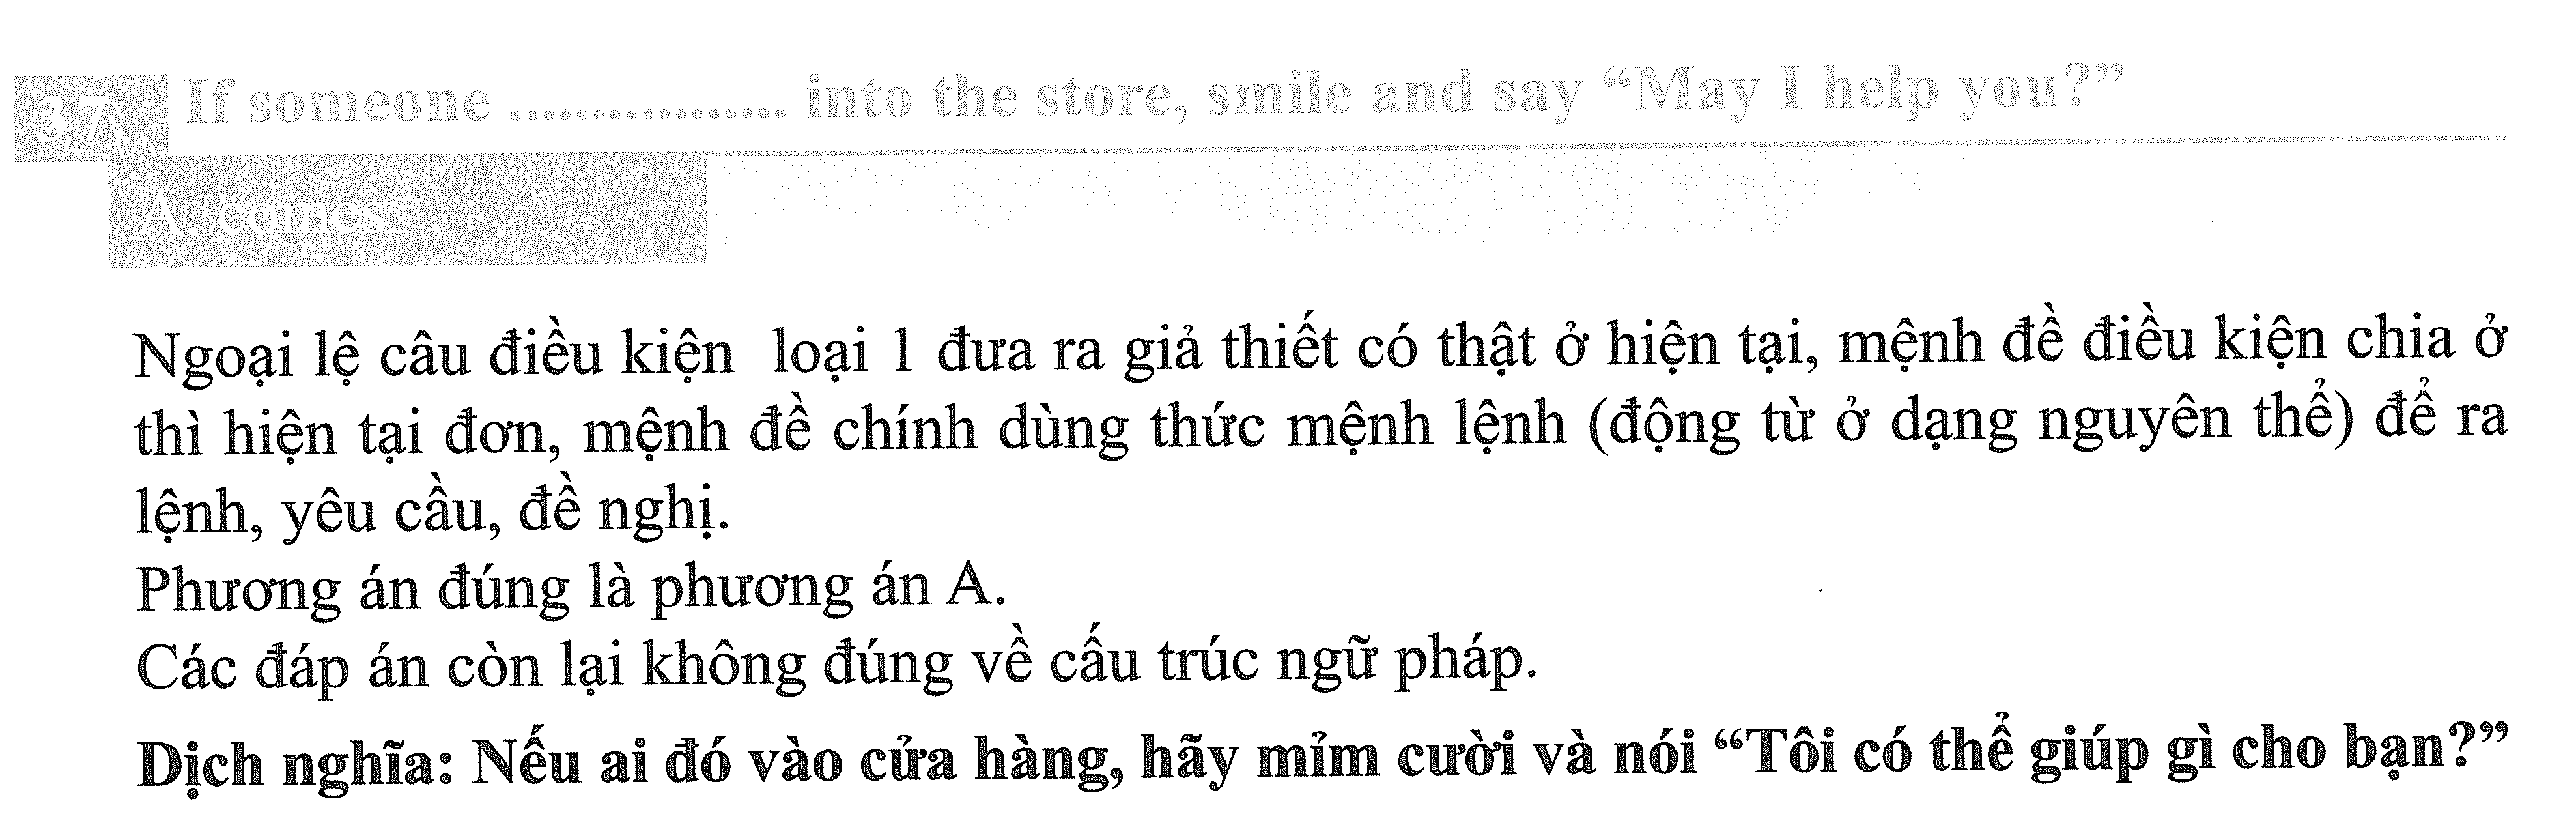 37 If someone ................. into the store, smile and say “May I help you?”
A. comes
Ngoại lệ câu điều kiện loại 1 đưa ra giả thiết có thật ở hiện tại, mệnh đề điều kiện chia ở
thì hiện tại đơn, mệnh đề chính dùng thức mệnh lệnh (động từ ở dạng nguyên thể) để ra
lệnh, yêu cầu, đề nghị.
Phương án đúng là phương án A.
Các đáp án còn lại không đúng về cấu trúc ngữ pháp.
Dịch nghĩa: Nếu ai đó vào cửa hàng, hãy mỉm cười và nói “Tôi có thể giúp gì cho bạn?”